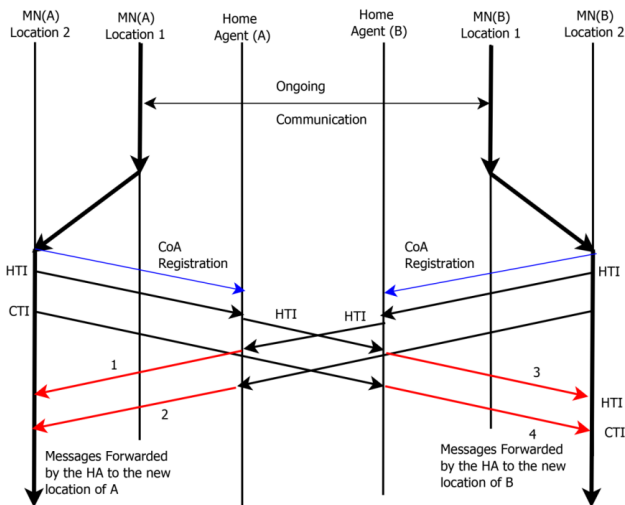 MN(A)
Location 2
MN(A)
Location 1
Home
Agent (A)
Home
Agent (B)
MN(B)
Location 1
MN(B)
Location 2
Ongoing
Communication
CoA
Registration
CoA
Registration
HTI
HTI
CTI
HTI
HTI
1
3
2
HTI
4
CTI
Messages Forwarded
by the HA to the new
location of A
Messages Forwarded
by the HA to the new
location of B